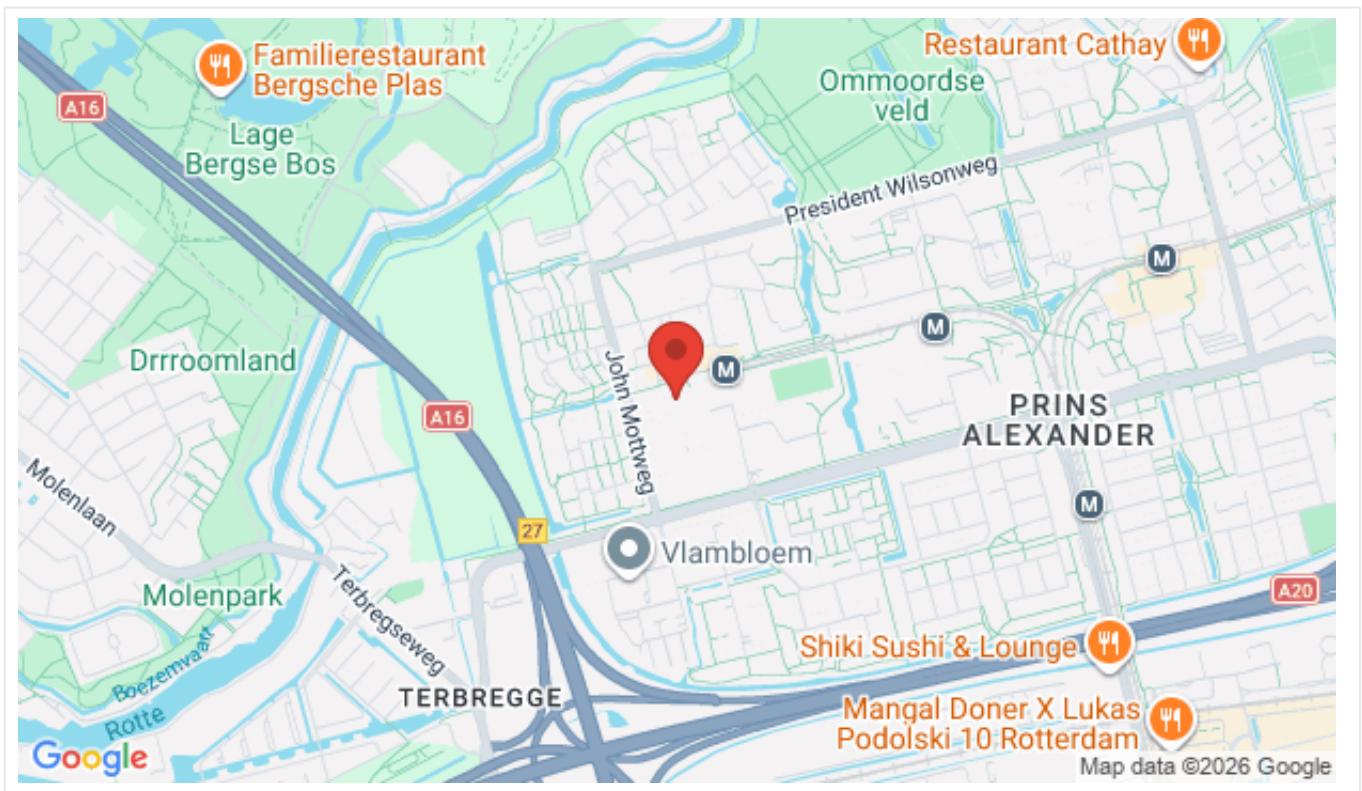 Familierestaurant
Bergsche Plas
Restaurant Cathay
Ommoordse
veld
A16
Lage
Bergse Bos
President Wilsonweg
M
M
Drrroomland
John Mottweg
M
A16
PRINS
ALEXANDER
Molenlaan
M
27
Vlambloem
A20
Molenpark
Terbregseweg
Shiki Sushi & Lounge
Boezemvaart
TERBREGGE
Rotte
Mangal Doner X Lukas
Podolski 10 Rotterdam
Google
Map data ©2026 Google